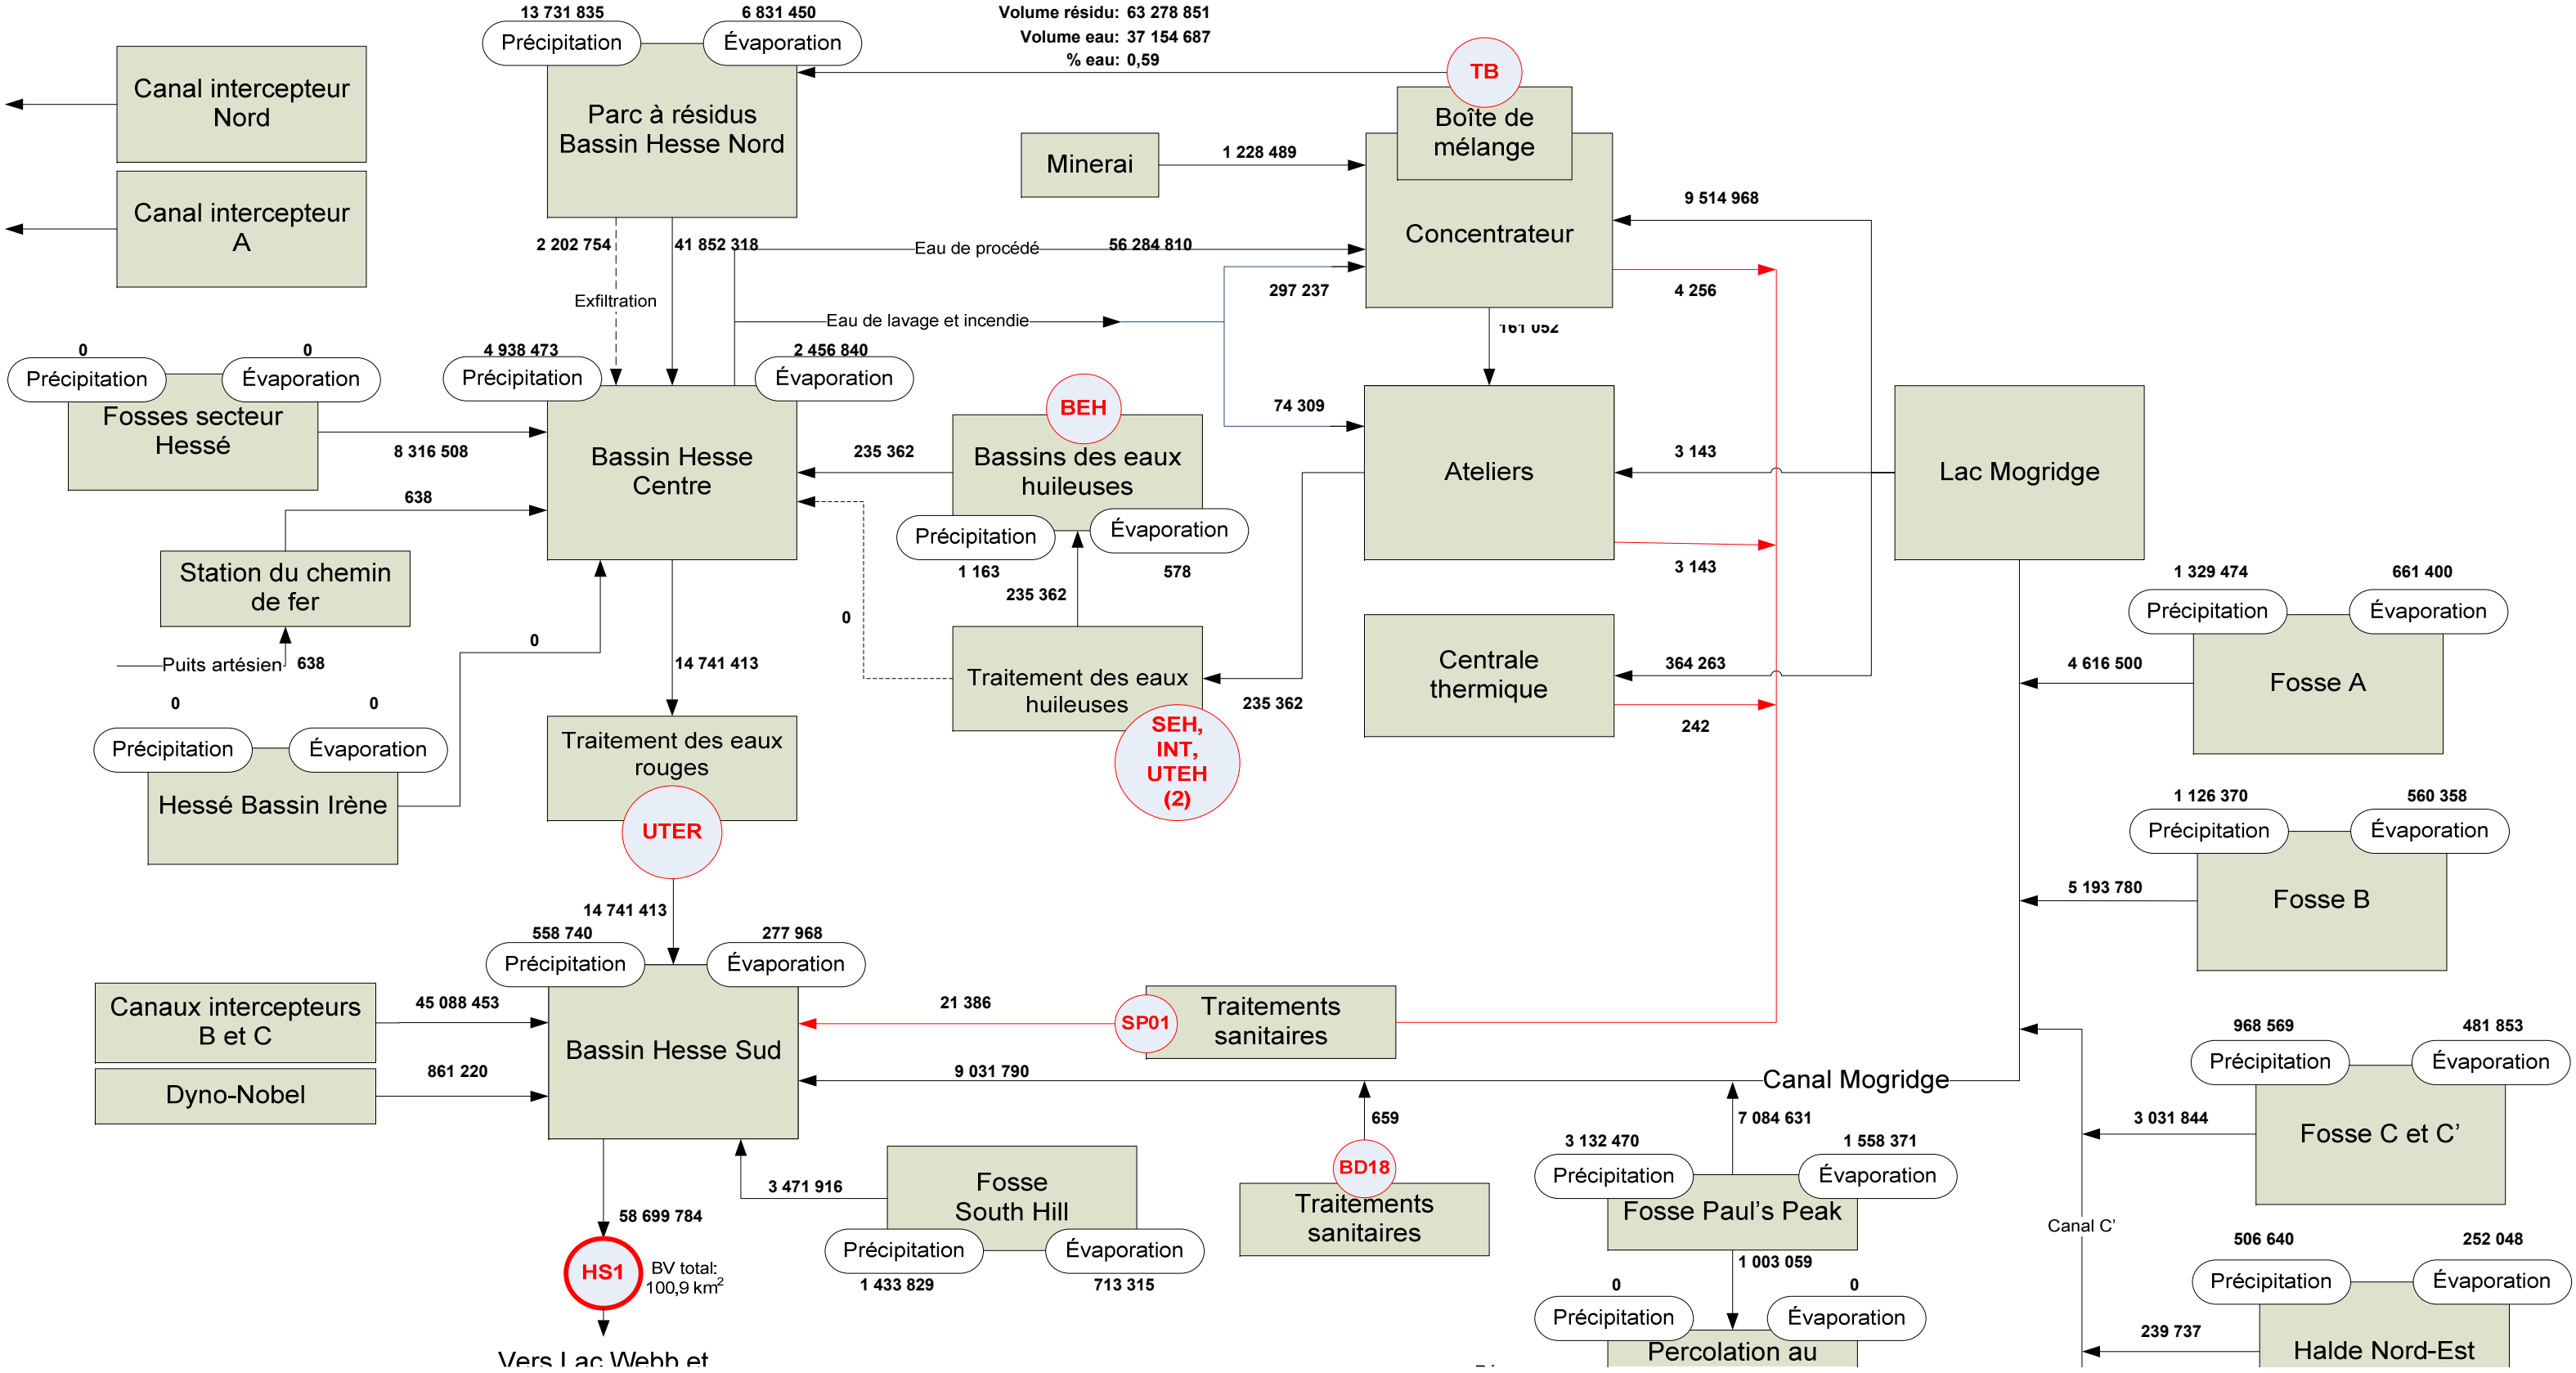 13 731 835
6 831 450
Volume résidu: 63 278 851
Volume eau: 37 154 687
% eau: 0,59
Précipitation
Évaporation
TB
Canal intercepteur
Nord
Parc à résidus
Bassin Hesse Nord
Boîte de
mélange
Minerai
1 228 489
Canal intercepteur
A
9 514 968
Concentrateur
2 202 754
41 852 318
Eau de procédé
56 284 810
Exfiltration
297 237
4 256
Eau de lavage et incendie
161 052
0
0
4 938 473
2 456 840
Précipitation
Évaporation
Précipitation
Évaporation
Fosses secteur
Hessé
8 316 508
BEH
74 309
Bassin Hesse
Centre
235 362
Bassins des eaux
huileuses
Ateliers
3 143
Lac Mogridge
638
Précipitation
Évaporation
1 163
578
3 143
Station du chemin
de fer
235 362
1 329 474
661 400
Précipitation
Évaporation
0
0
Puits artésien
638
14 741 413
Traitement des eaux
huileuses
235 362
Centrale
thermique
364 263
4 616 500
Fosse A
0
0
Précipitation
Évaporation
Traitement des eaux
rouges
SEH,
INT,
UTEH
(2)
242
Hessé Bassin Irène
UTER
1 126 370
560 358
Précipitation
Évaporation
5 193 780
Fosse B
14 741 413
558 740
277 968
Précipitation
Évaporation
Canaux intercepteurs
B et C
45 088 453
21 386
SP01
Traitements
sanitaires
Bassin Hesse Sud
968 569
481 853
Précipitation
Évaporation
Dyno-Nobel
861 220
9 031 790
Canal Mogridge
659
7 084 631
3 031 844
Fosse C et C’
3 132 470
1 558 371
BD18
Précipitation
Évaporation
3 471 916
Fosse
South Hill
Traitements
sanitaires
Fosse Paul’s Peak
58 699 784
Canal C’
Précipitation
Évaporation
1 433 829
713 315
HS1
BV total:
100,9 km2
1 003 059
506 640
252 048
0
0
Précipitation
Évaporation
Précipitation
Évaporation
239 737
Halde Nord-Est
Vers Lac Webb et
Percolation au